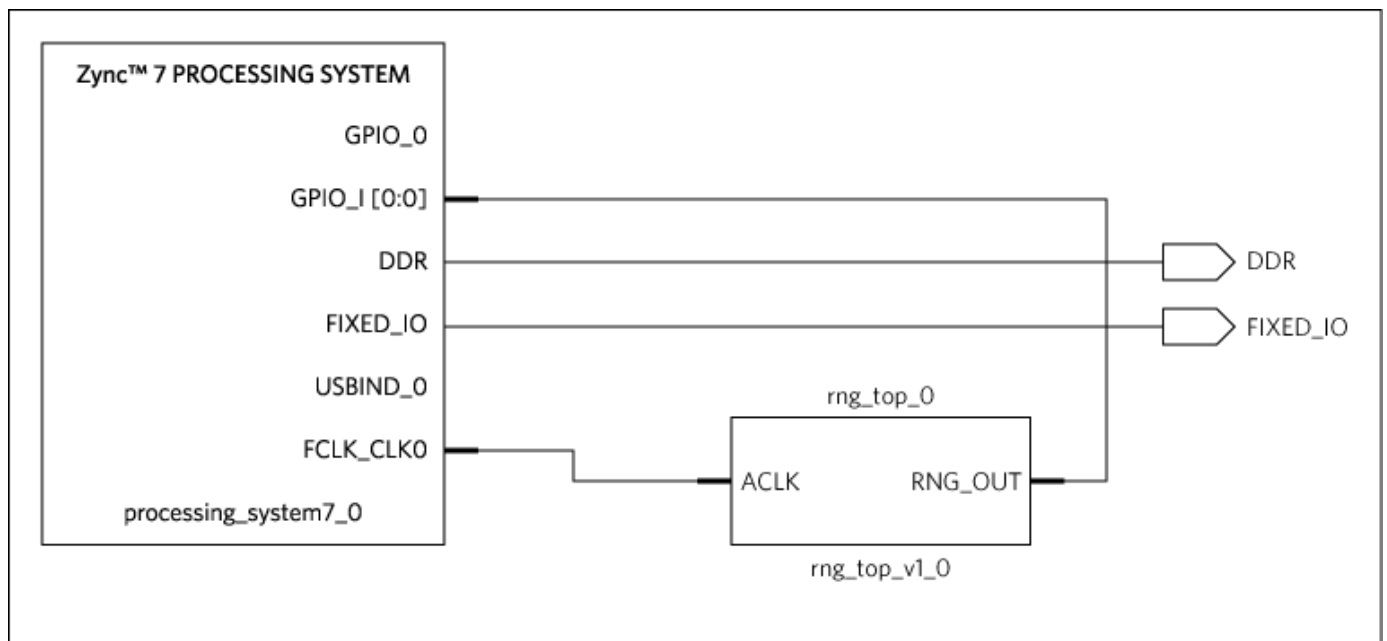 Zync™ 7 PROCESSING SYSTEM
GPIO_0
GPIO_I [0:0]
DDR
FIXED_IO
USBIND_0
FCLK_CLK0
processing_system7_0
DDR
FIXED_IO
rng_top_0
ACLK RNG_OUT
rng_top_v1_0